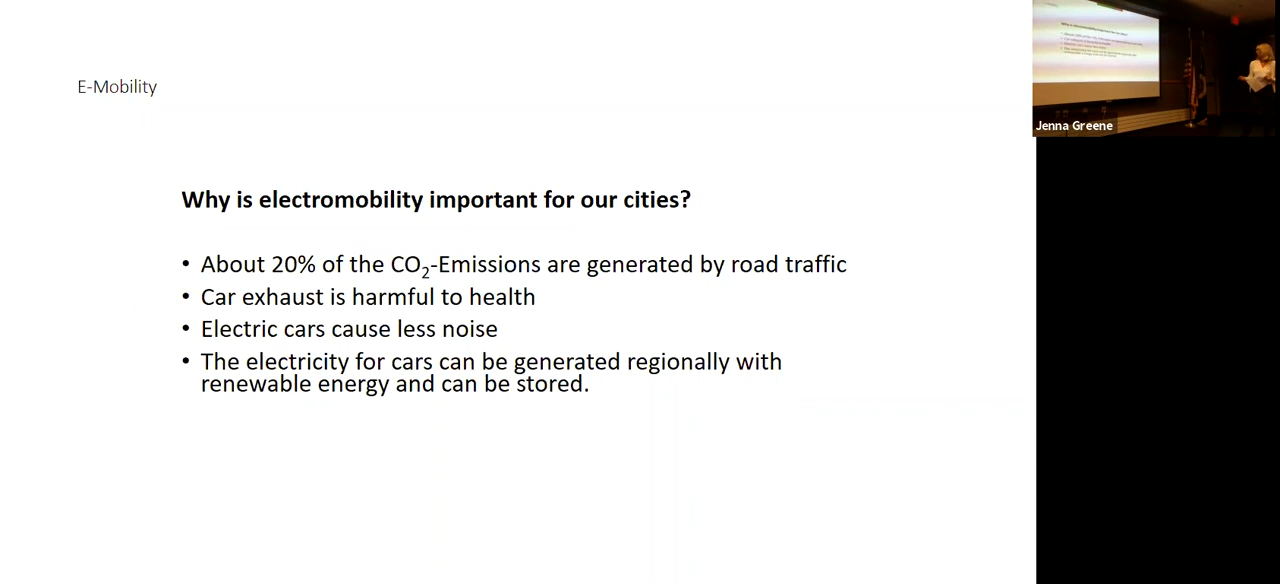 E-Mobility
Why is electromobility important for our cities?
• About 20% of the CO₂-Emissions are generated by road traffic
• Car exhaust is harmful to health
• Electric cars cause less noise
• The electricity for cars can be generated regionally with
renewable energy and can be stored.
Jenna Greene